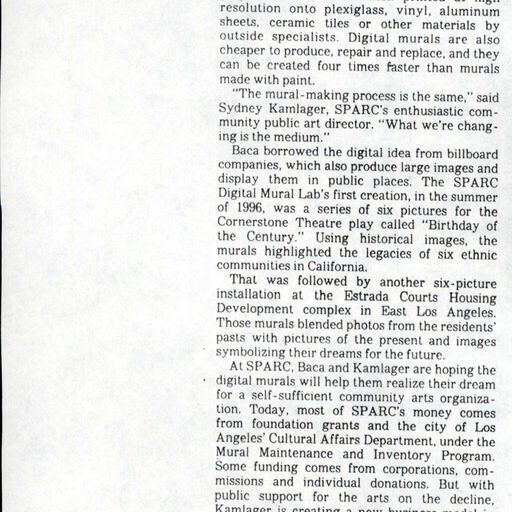 resolution onto plexiglass, vinyl, aluminum
sheets, ceramic tiles or other materials by
outside specialists. Digital murals are also
cheaper to produce, repair and replace, and they
can be created four times faster than murals
made with paint.
"The mural-making process is the same," said
Sydney Kamlager, SPARC's enthusiastic com-
munity public art director. "What we're chang-
ing is the medium."
Baca borrowed the digital idea from billboard
companies, which also produce large images and
display them in public places. The SPARC
Digital Mural Lab's first creation, in the summer
of 1996, was a series of six pictures for the
Cornerstone Theatre play called "Birthday of
the Century." Using historical images, the
murals highlighted the legacies of six ethnic
communities in California.
That was followed by another six-picture
installation at the Estrada Courts Housing
Development complex in East Los Angeles.
Those murals blended photos from the residents'
pasts with pictures of the present and images
symbolizing their dreams for the future.
At SPARC, Baca and Kamlager are hoping the
digital murals will help them realize their dream
for a self-sufficient community arts organiza-
tion. Today, most of SPARC's money comes
from foundation grants and the city of Los
Angeles' Cultural Affairs Department, under the
Mural Maintenance and Inventory Program.
Some funding comes from corporations, com-
missions and individual donations. But with
public support for the arts on the decline,
Kamlager is creating a new business model